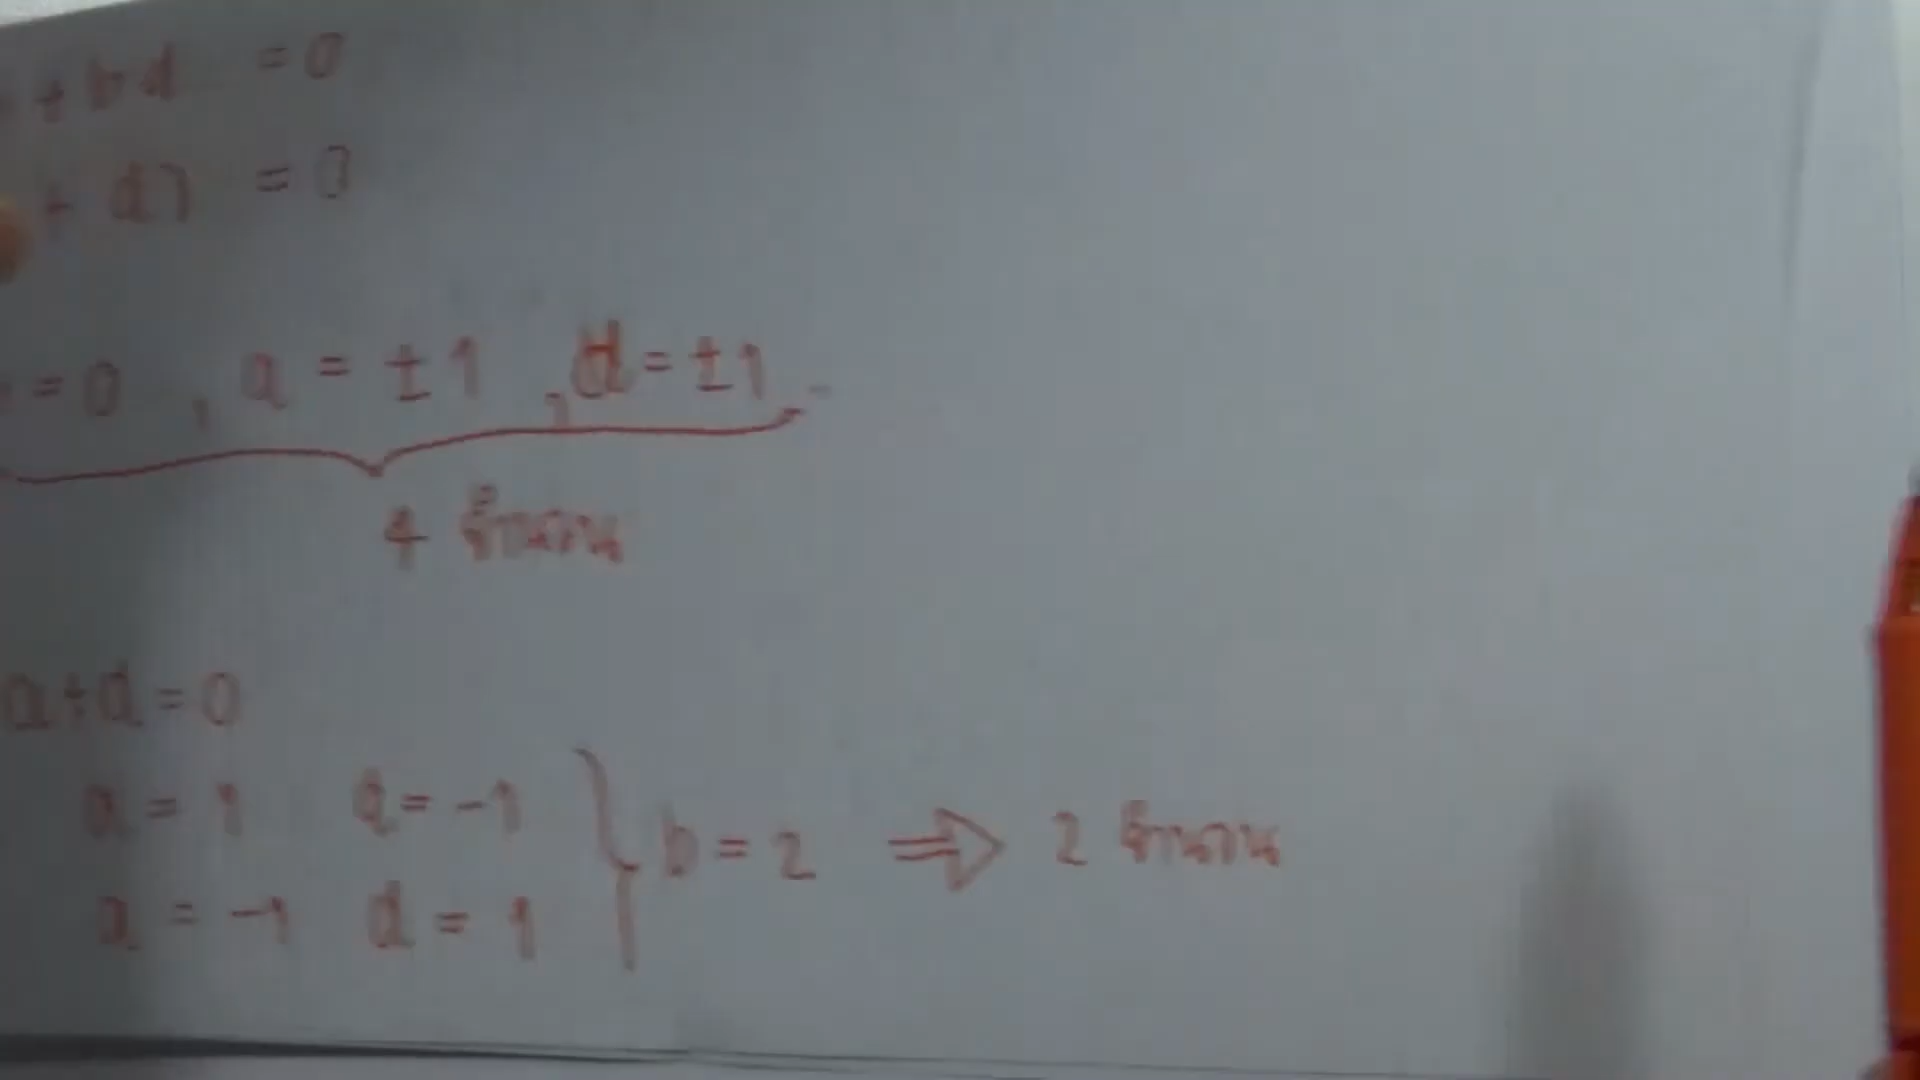 + bd = 0
+ d) = 0
= 0 , a = ±1 , d = ±1
4 จำนวน
a+d = 0
a = 1 d = -1
a = -1 d = 1
} b = 2 ⇒ 2 จำนวน